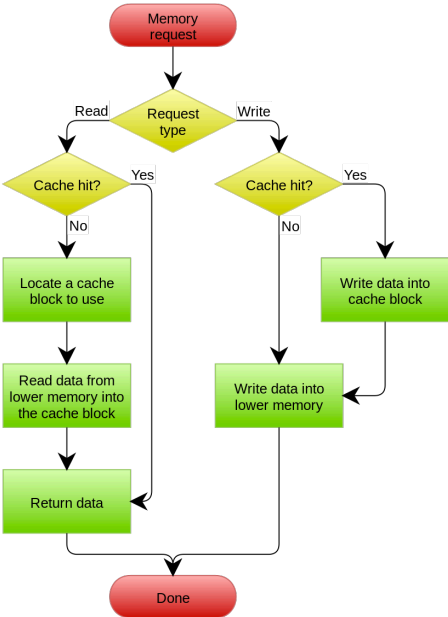 Memory
request
Request
type
Read
Write
Cache hit?
Yes
Cache hit?
Yes
No
No
Locate a cache
block to use
Write data into
cache block
Read data from
lower memory into
the cache block
Write data into
lower memory
Return data
Done